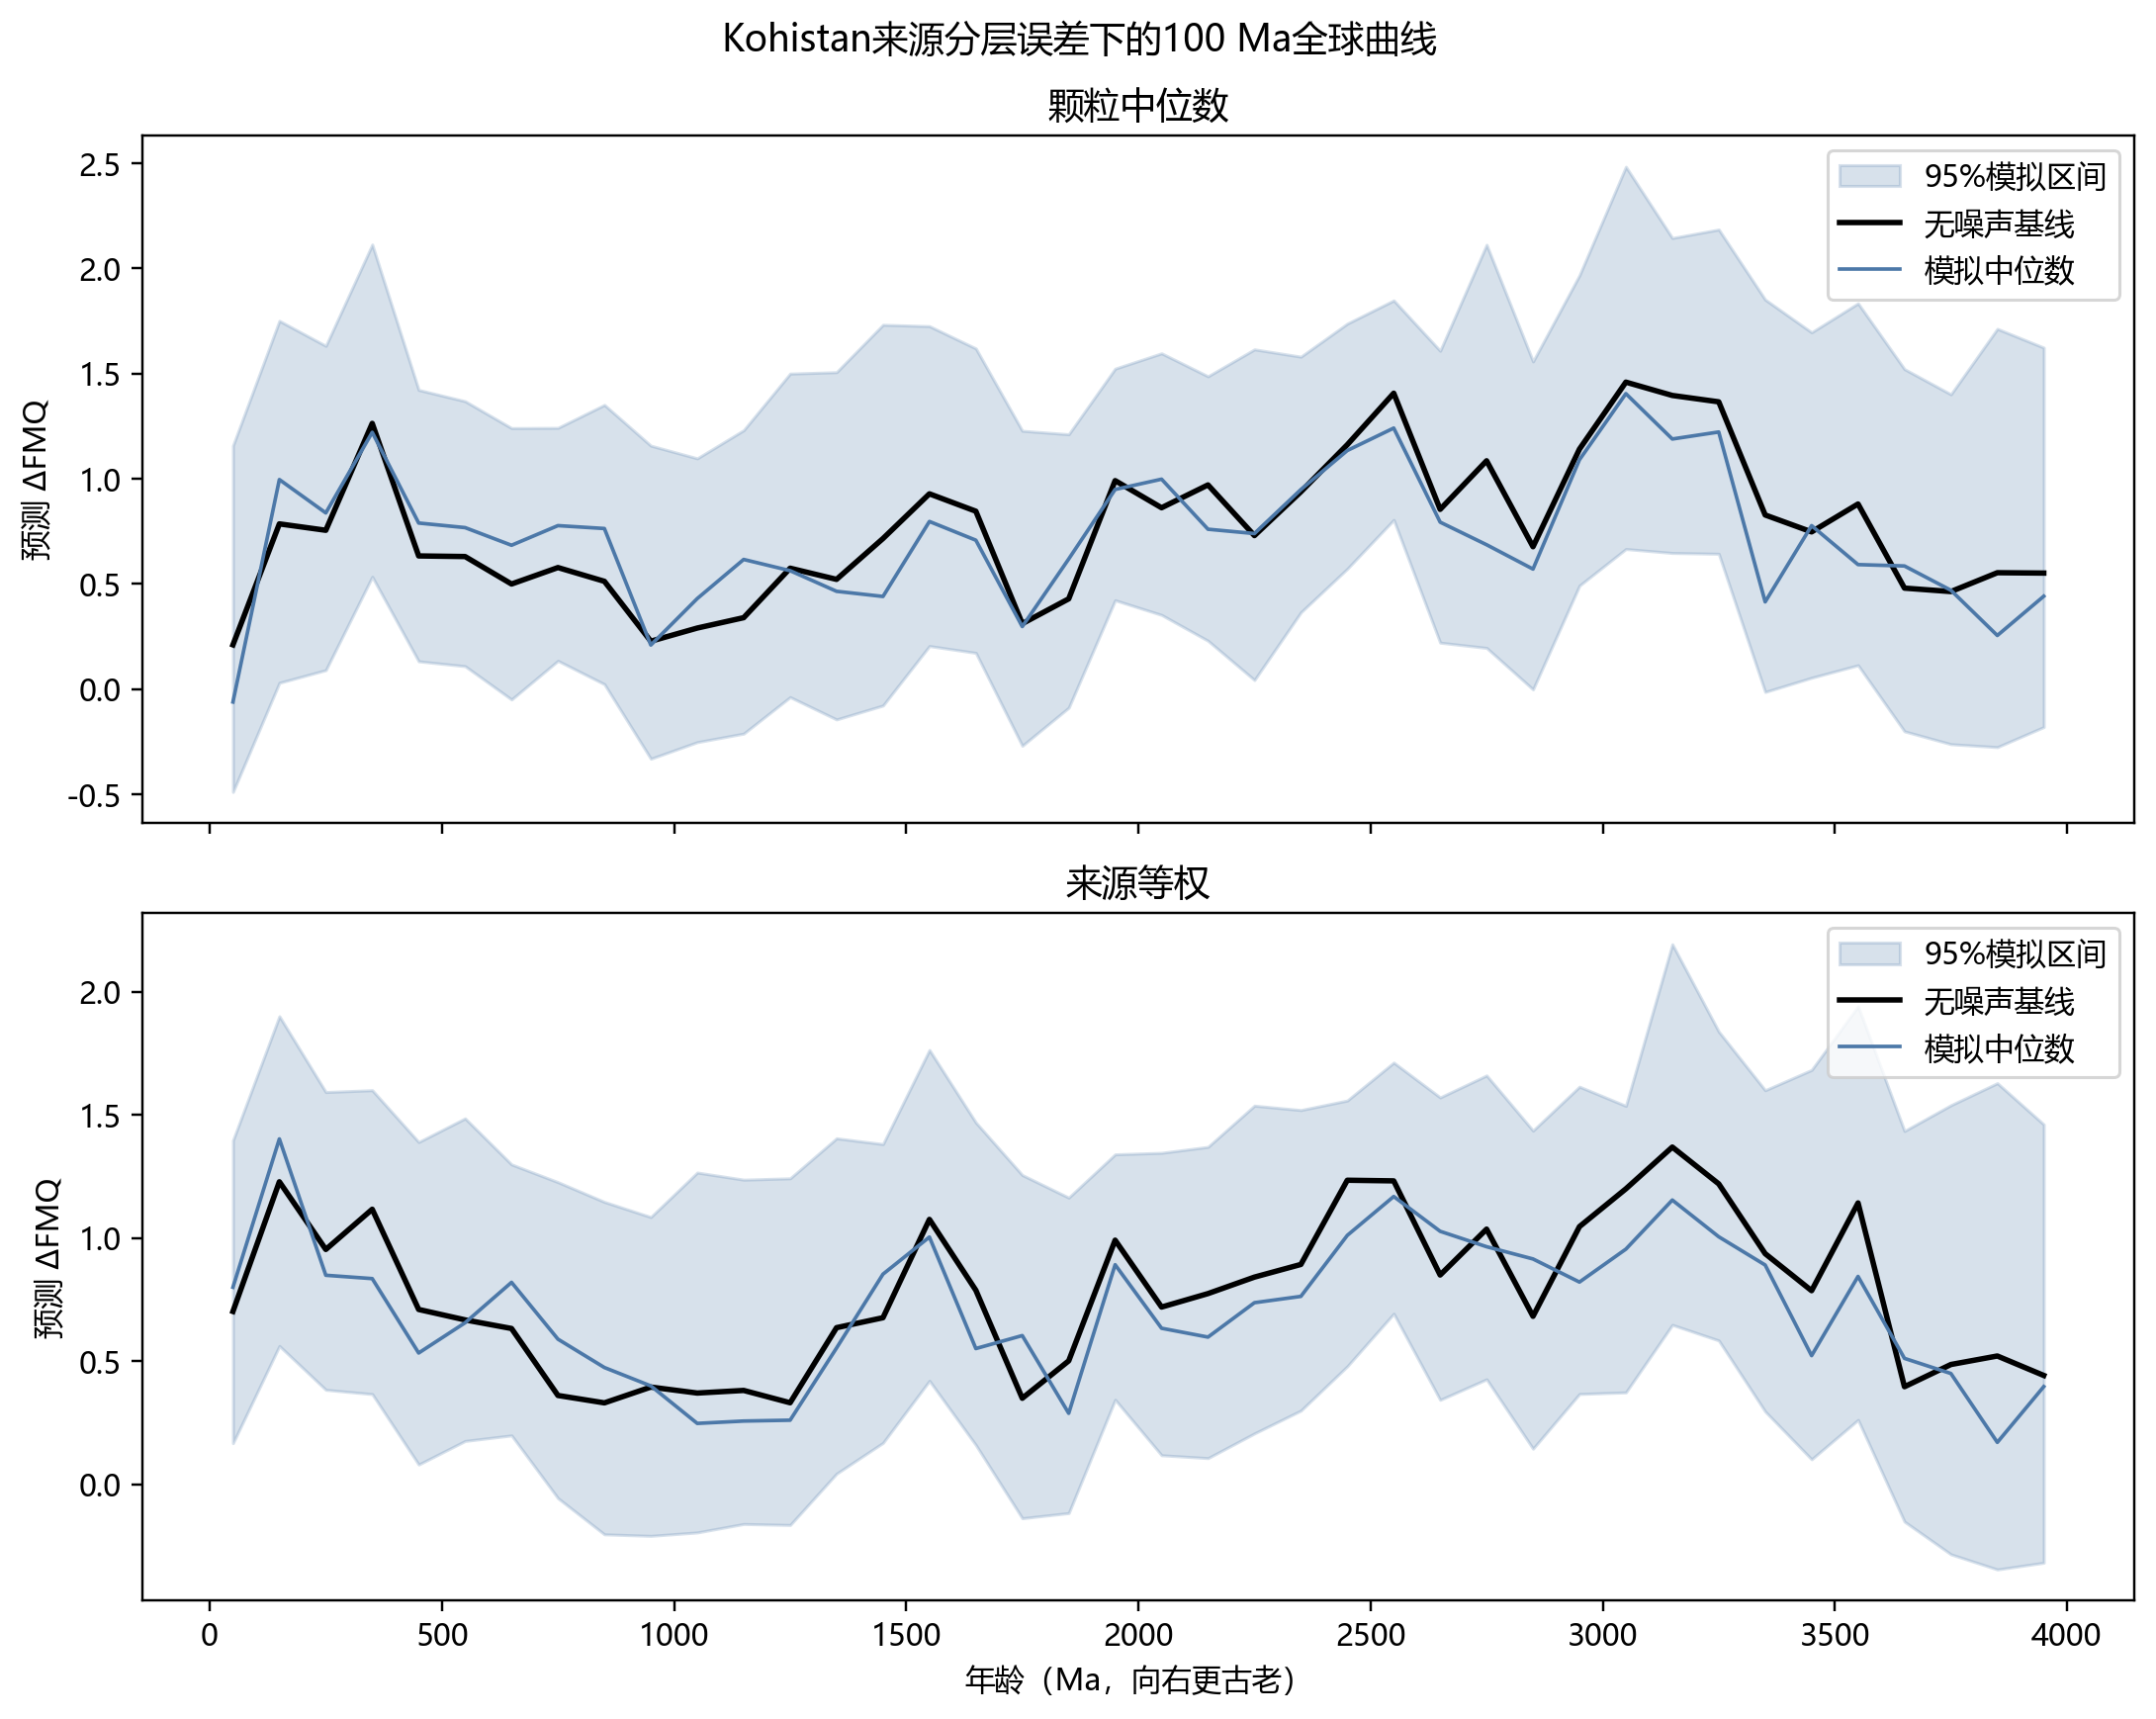 Kohistan来源分层误差下的100 Ma全球曲线
颗粒中位数
预测 ΔFMQ
2.5
2.0
1.5
1.0
0.5
0.0
-0.5
95%模拟区间
无噪声基线
模拟中位数
来源等权
预测 ΔFMQ
2.0
1.5
1.0
0.5
0.0
95%模拟区间
无噪声基线
模拟中位数
0 500 1000 1500 2000 2500 3000 3500 4000
年龄（Ma，向右更古老）